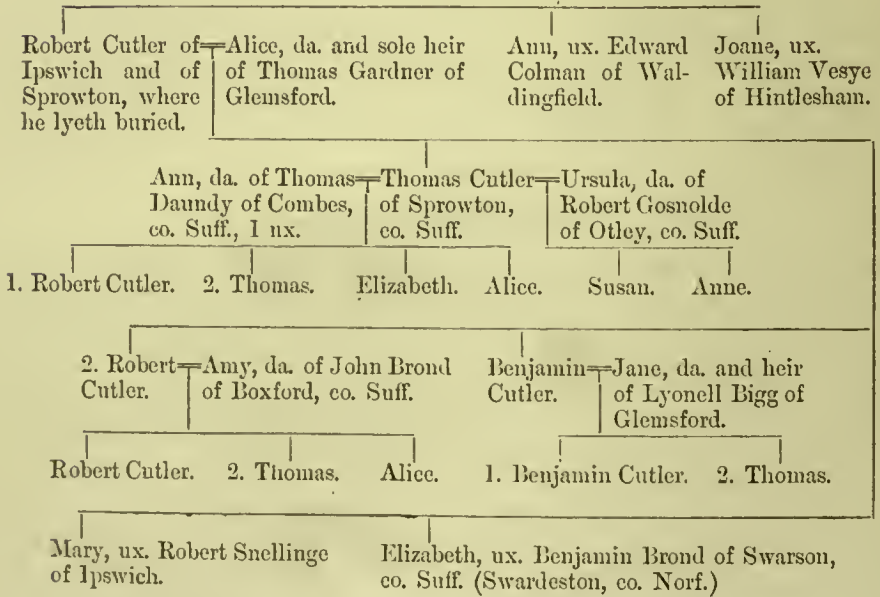 Robert Cutler of
Ipswich and of
Sprowton, where
he lyeth buried.
Alice, da. and sole heir
of Thomas Gardner of
Glemsford.
Ann, ux. Edward
Colman of Wal-
dingfield.
Joane, ux.
William Vesye
of Hintlesham.
Ann, da. of Thomas
Daundy of Combes,
co. Suff., 1 ux.
Thomas Cutler
of Sprowton,
co. Suff.
Ursula, da. of
Robert Gosnolde
of Otley, co. Suff.
1. Robert Cutler. 2. Thomas. Elizabeth. Alice. Susan. Anne.
2. Robert
Cutler.
Amy, da. of John Brond
of Boxford, co. Suff.
Benjamin
Cutler.
Jane, da. and heir
of Lyonell Bigg of
Glemsford.
Robert Cutler. 2. Thomas. Alice. 1. Benjamin Cutler. 2. Thomas.
Mary, ux. Robert Snellinge
of Ipswich.
Elizabeth, ux. Benjamin Brond of Swarson,
co. Suff. (Swardeston, co. Norf.)